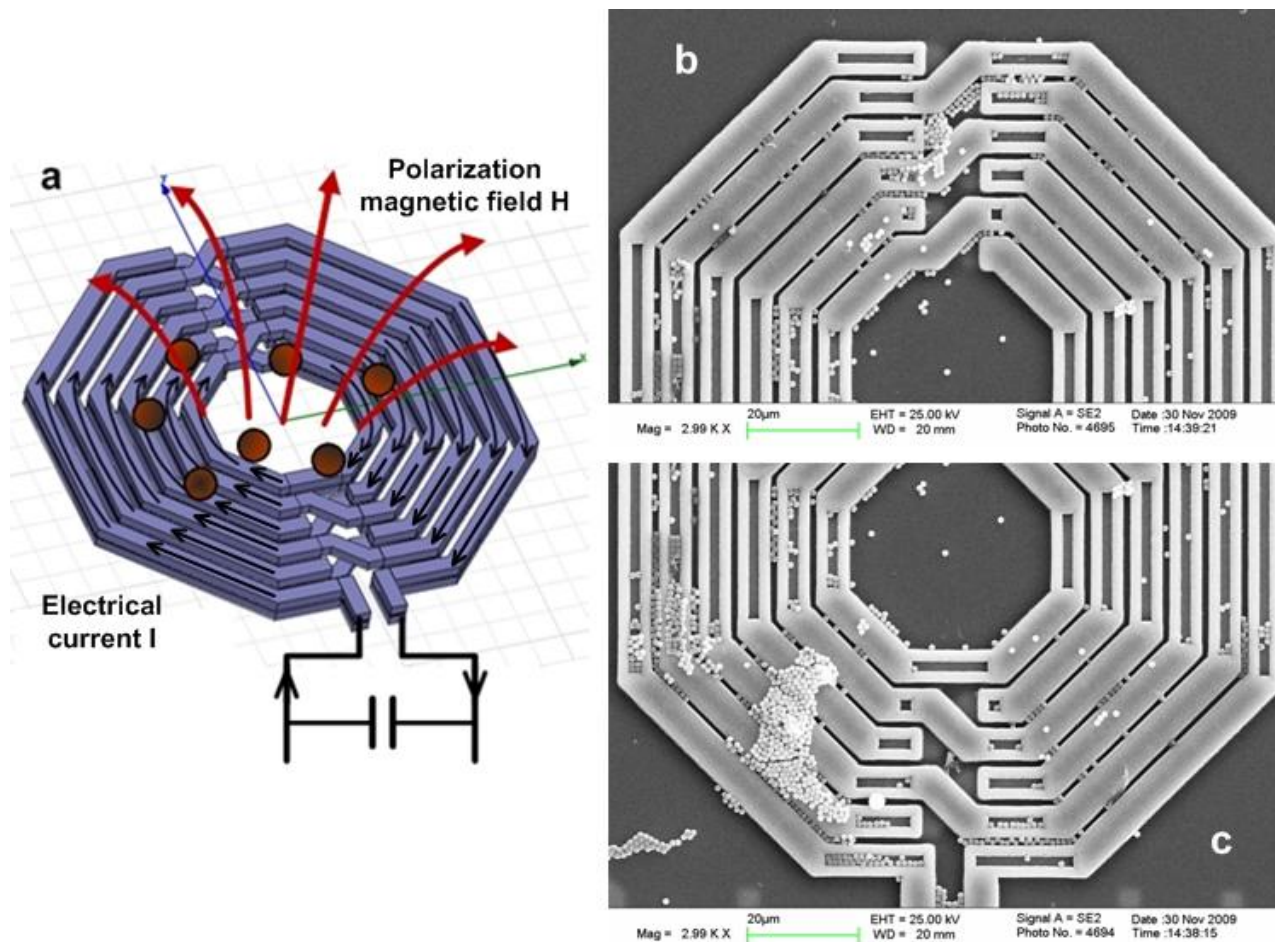 a
Polarization
magnetic field H
Electrical
current I
b
20µm
Mag = 2.99 K X
EHT = 25.00 kV
WD = 20 mm
Signal A = SE2
Photo No. = 4695
Date :30 Nov 2009
Time :14:39:21
c
20µm
Mag = 2.99 K X
EHT = 25.00 kV
WD = 20 mm
Signal A = SE2
Photo No. = 4694
Date :30 Nov 2009
Time :14:38:15